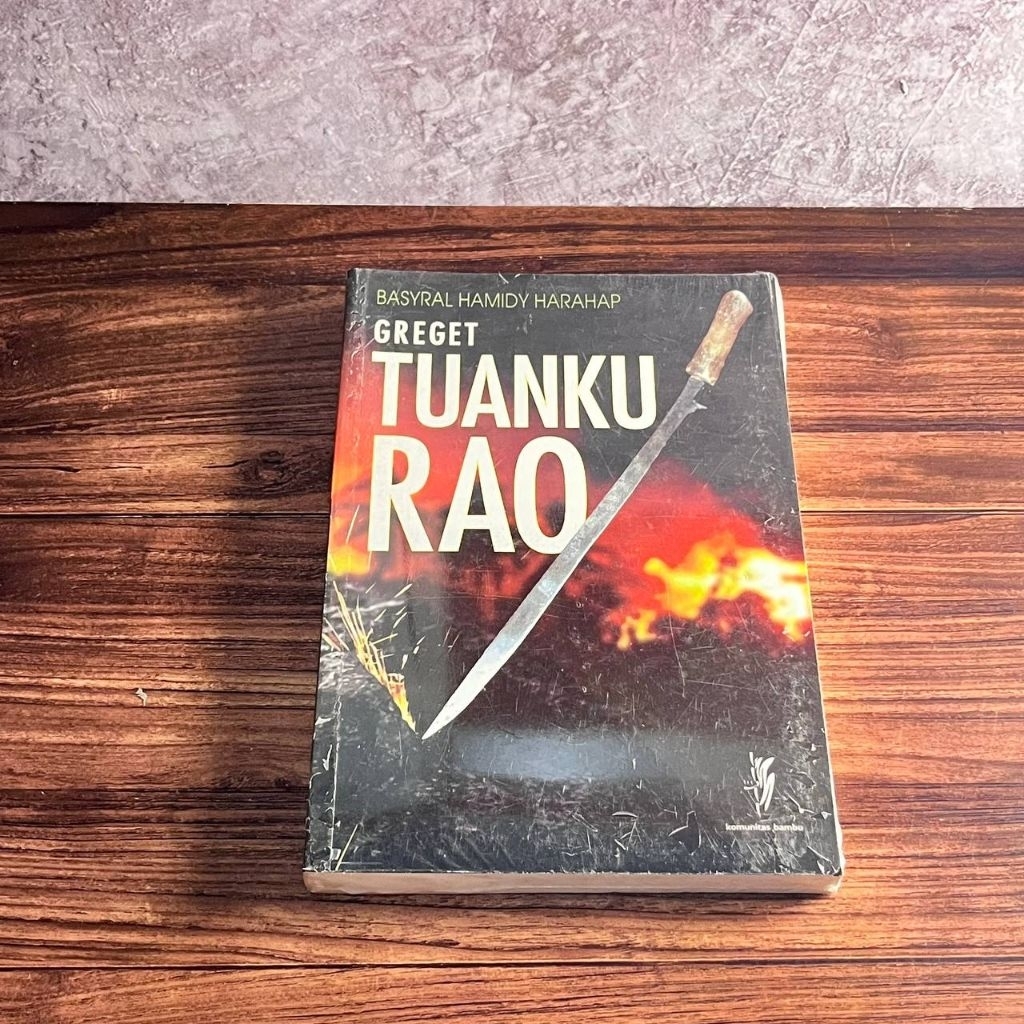 BASYRAL HAMIDY HARAHAP
GREGET
TUANKU
RAO
komunitas bambu